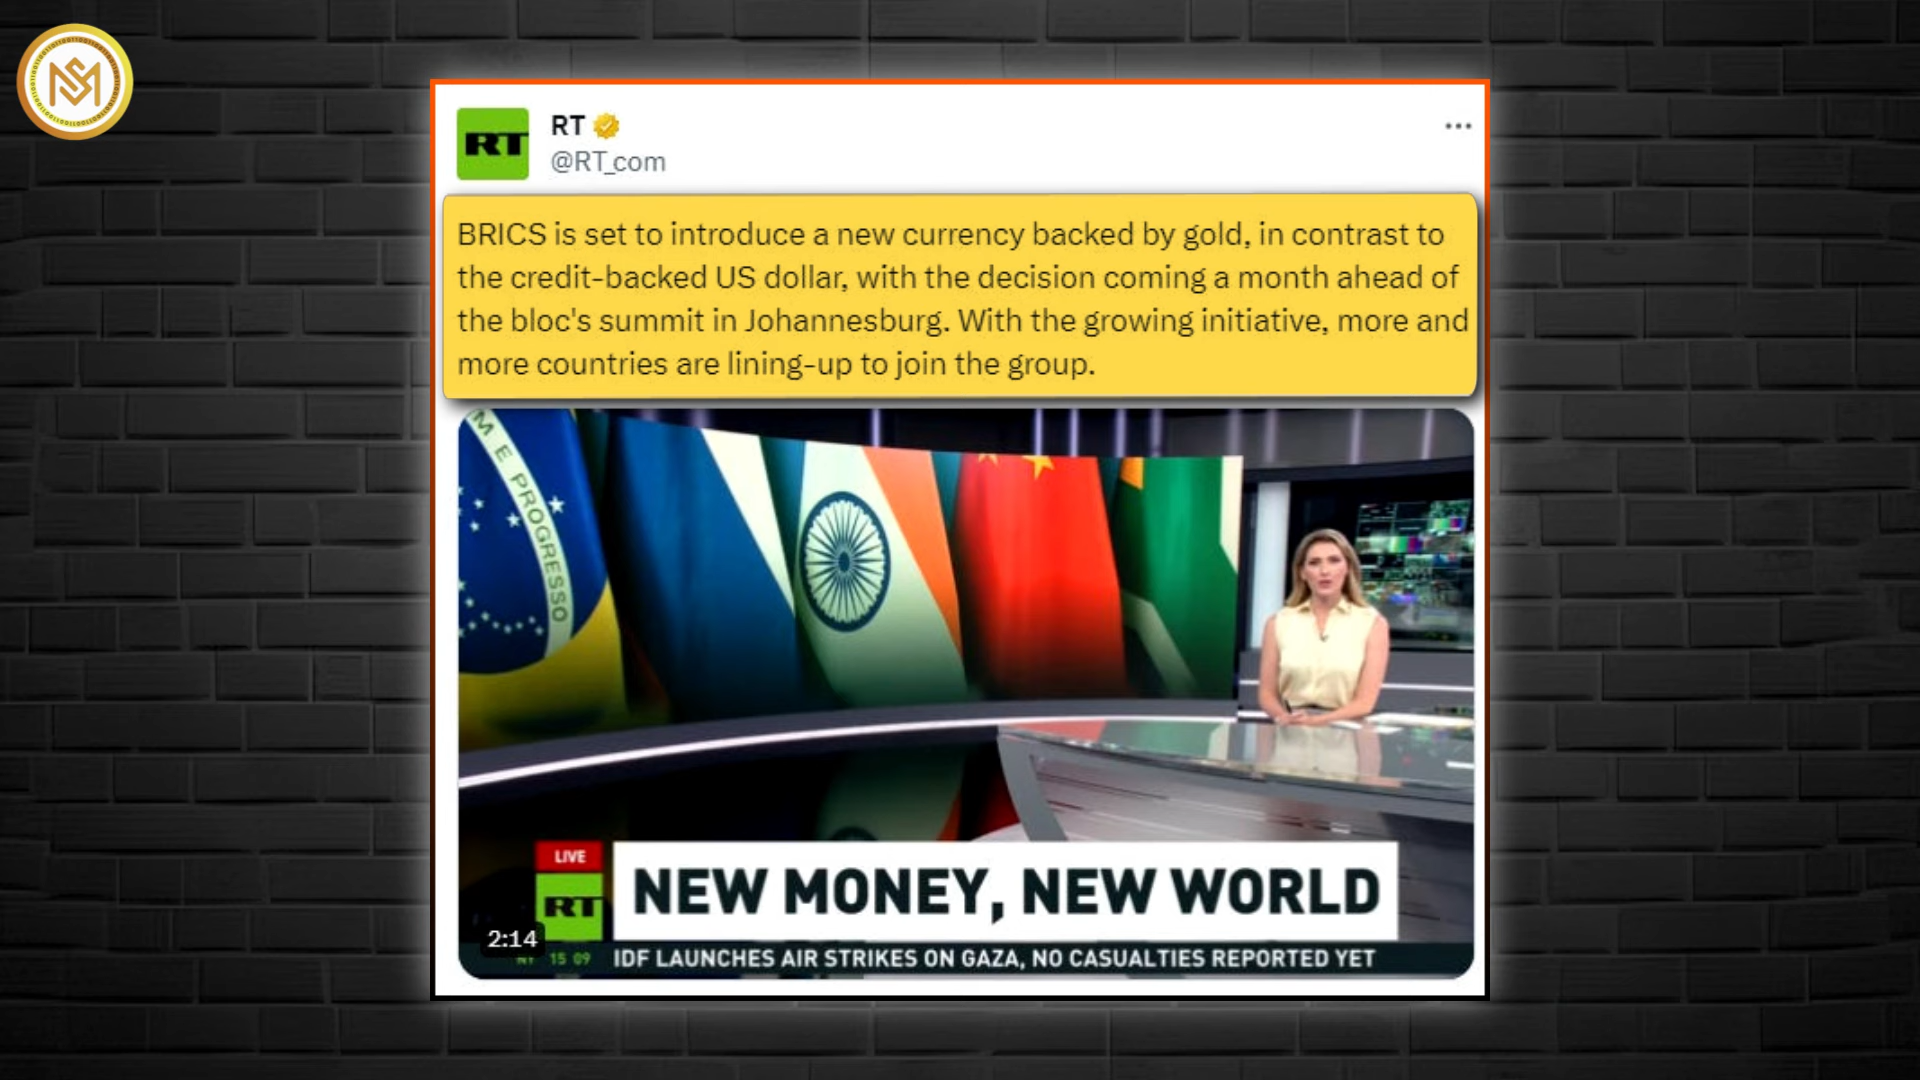 RT
RT
@RT_com
BRICS is set to introduce a new currency backed by gold, in contrast to
the credit-backed US dollar, with the decision coming a month ahead of
the bloc's summit in Johannesburg. With the growing initiative, more and
more countries are lining-up to join the group.
M E PROGRESSO
LIVE
RT
NEW MONEY, NEW WORLD
2:14
NY 15 09
IDF LAUNCHES AIR STRIKES ON GAZA, NO CASUALTIES REPORTED YET